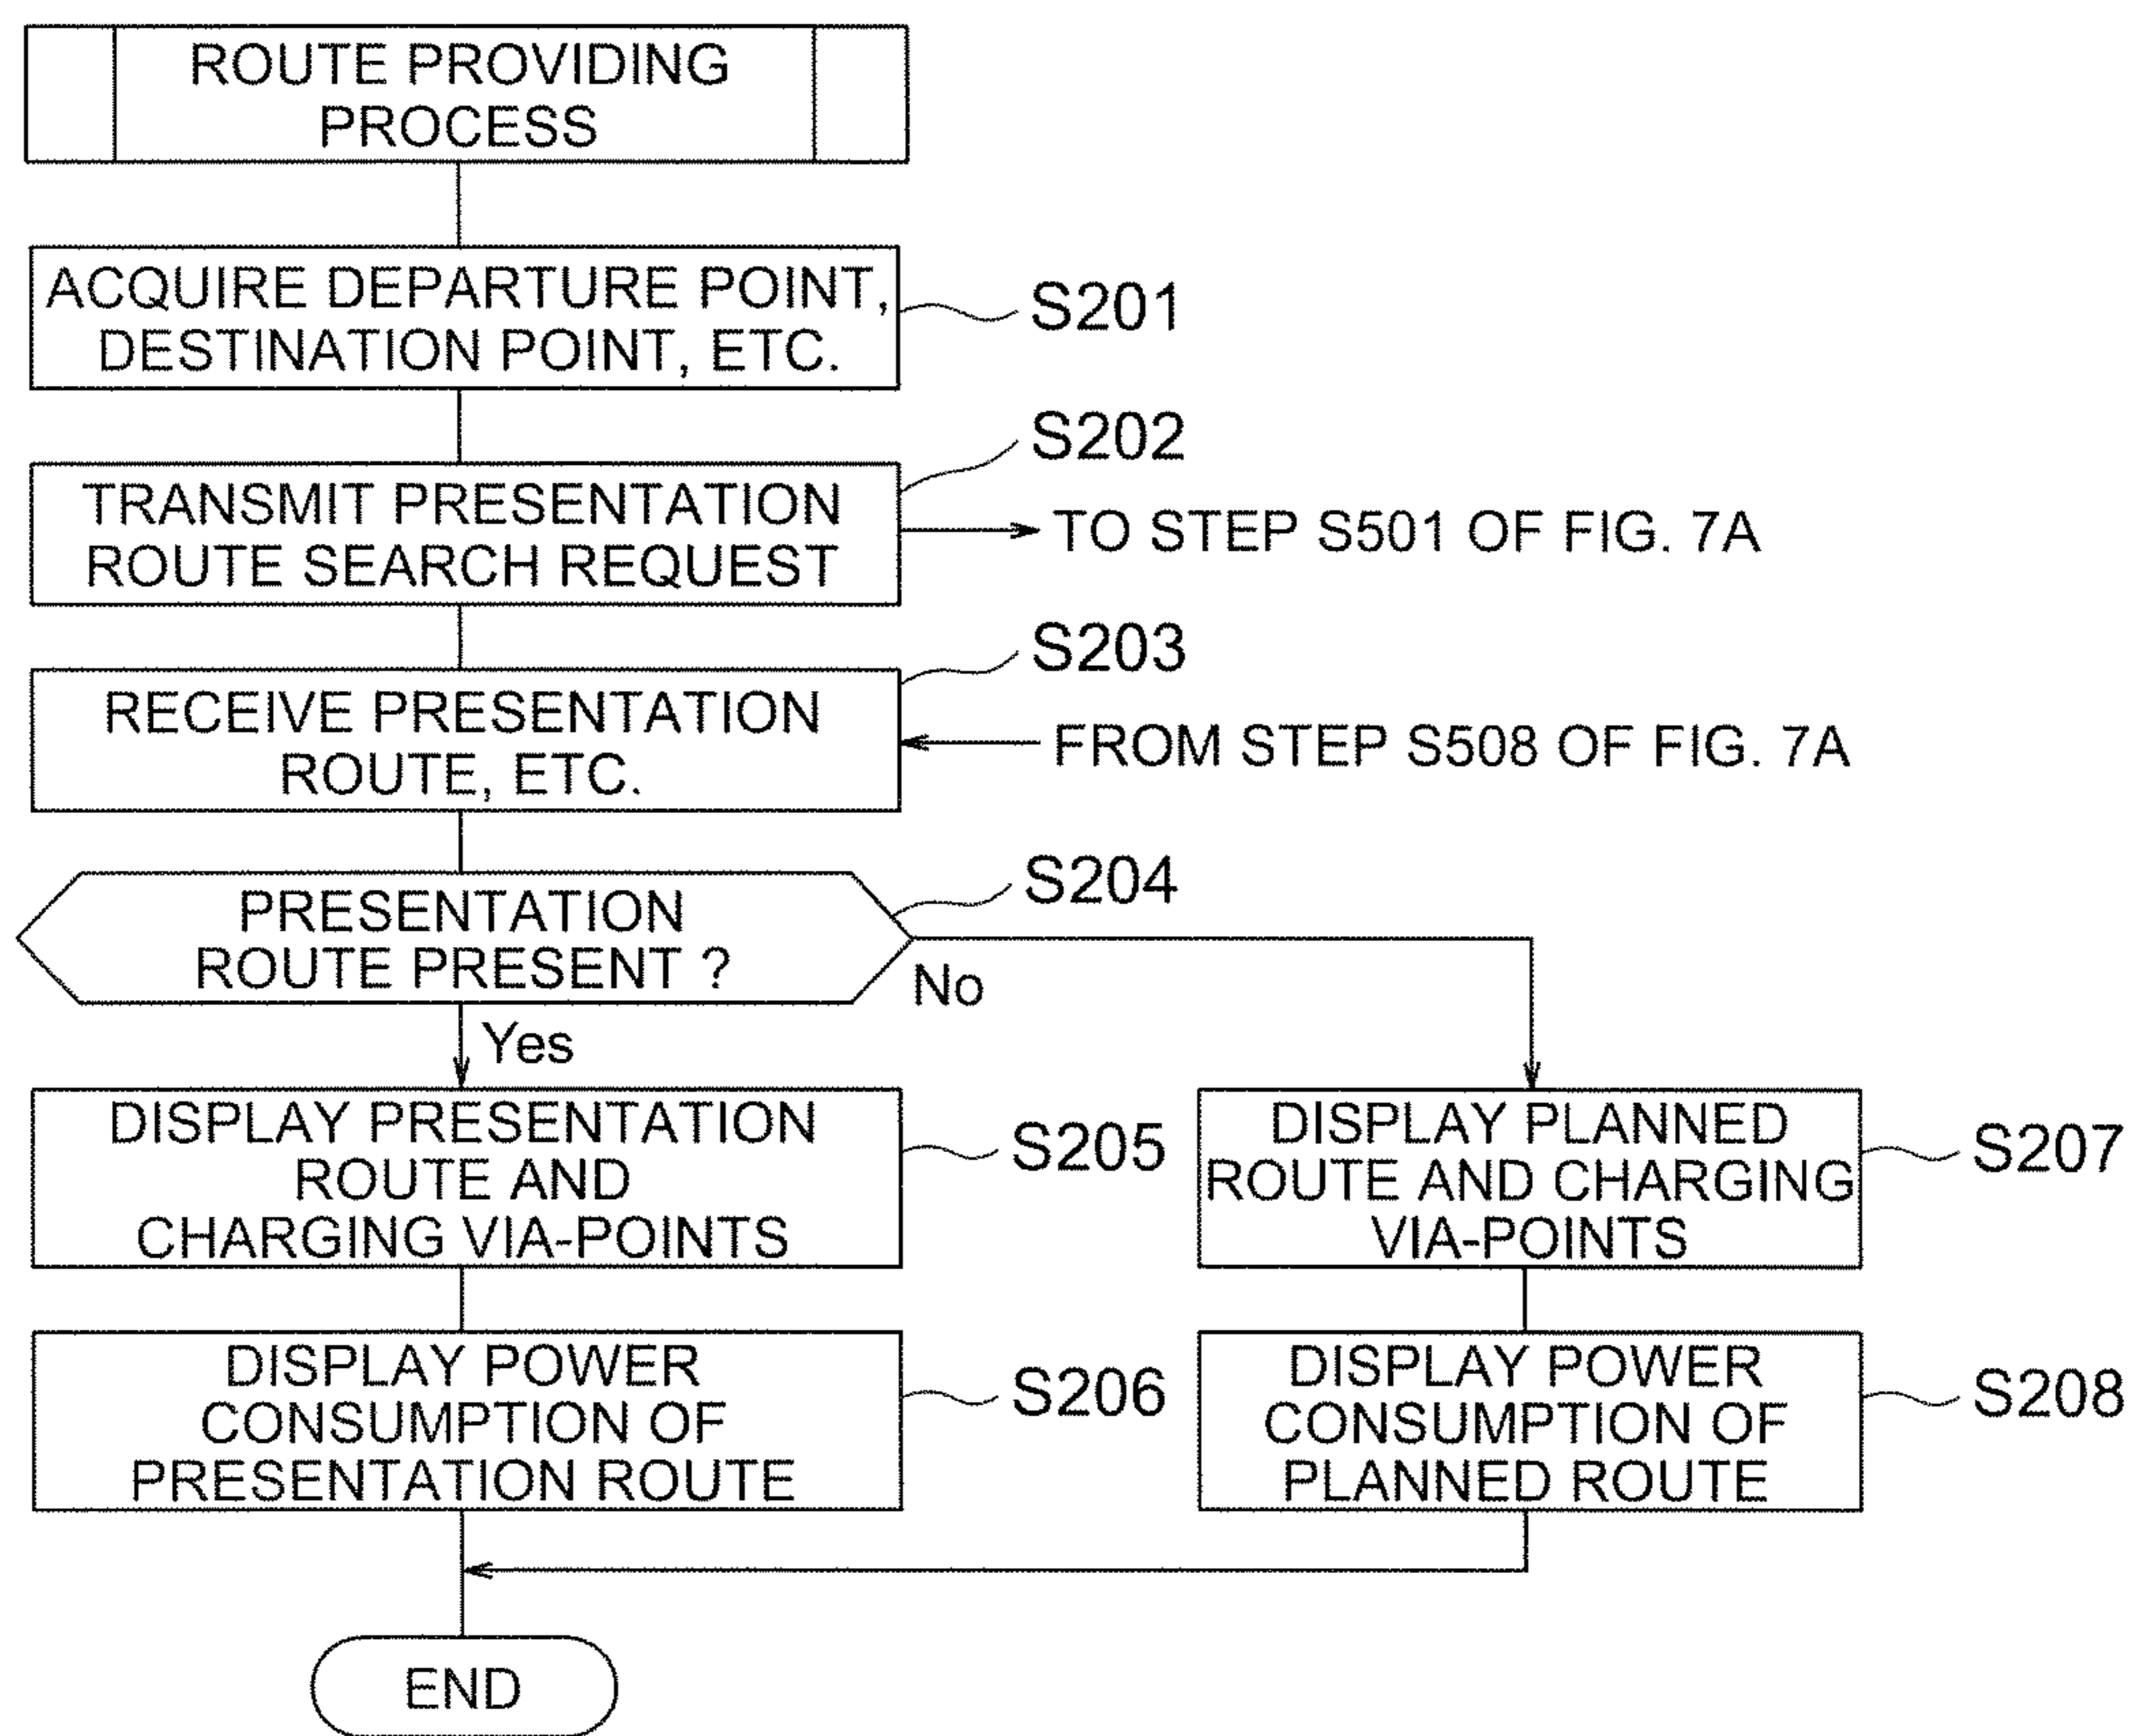 ROUTE PROVIDING
PROCESS
ACQUIRE DEPARTURE POINT,
DESTINATION POINT, ETC.
S201
S202
TRANSMIT PRESENTATION
ROUTE SEARCH REQUEST
TO STEP S501 OF FIG. 7A
S203
RECEIVE PRESENTATION
ROUTE, ETC.
FROM STEP S508 OF FIG. 7A
S204
PRESENTATION
ROUTE PRESENT ?
No
Yes
DISPLAY PRESENTATION
ROUTE AND
CHARGING VIA-POINTS
S205
DISPLAY PLANNED
ROUTE AND CHARGING
VIA-POINTS
S207
DISPLAY POWER
CONSUMPTION OF
PRESENTATION ROUTE
S206
DISPLAY POWER
CONSUMPTION OF
PLANNED ROUTE
S208
END